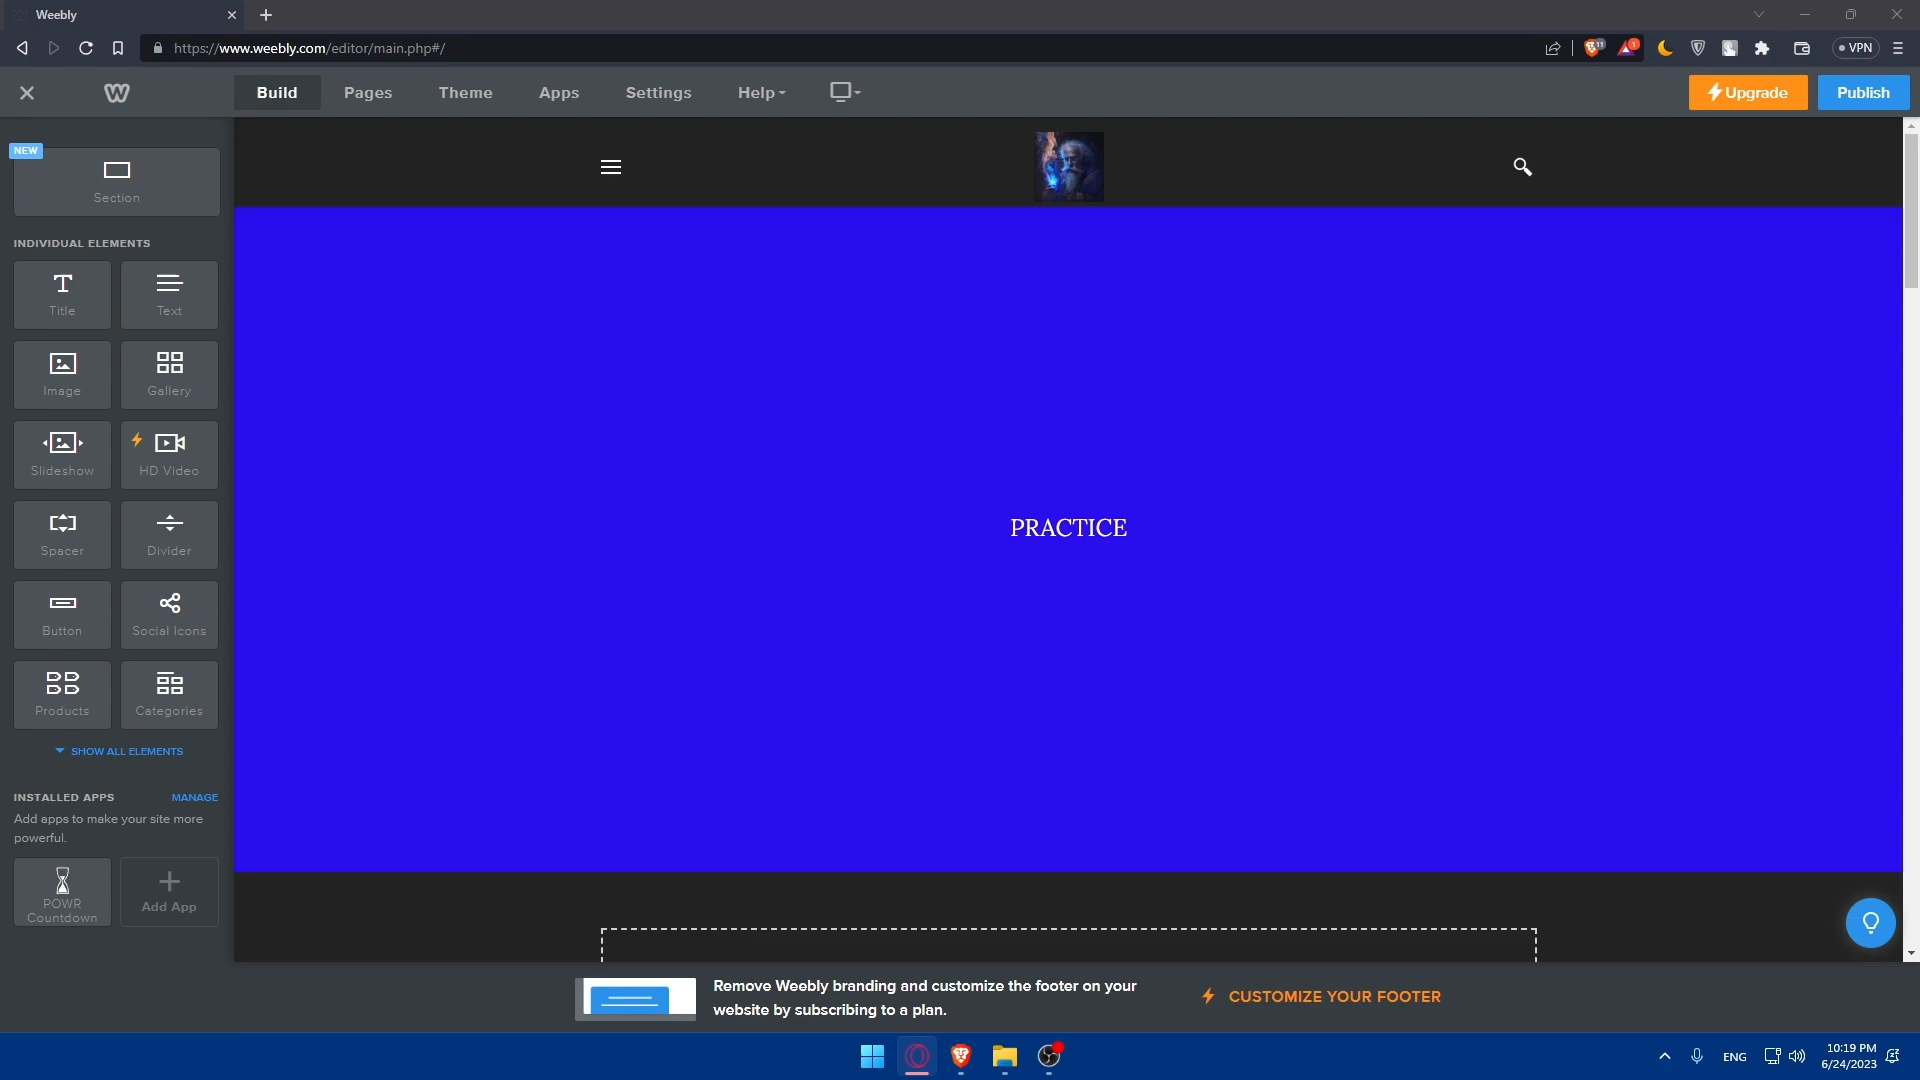 Weebly
https://www.weebly.com/editor/main.php#/
11
1
VPN
Build
Pages
Theme
Apps
Settings
Help
Upgrade
Publish
NEW
Section
INDIVIDUAL ELEMENTS
Title
Text
Image
Gallery
Slideshow
HD Video
Spacer
Divider
Button
Social Icons
Products
Categories
SHOW ALL ELEMENTS
INSTALLED APPS
MANAGE
Add apps to make your site more
powerful.
POWR
Countdown
Add App
PRACTICE
Remove Weebly branding and customize the footer on your
website by subscribing to a plan.
CUSTOMIZE YOUR FOOTER
ENG
10:19 PM
6/24/2023